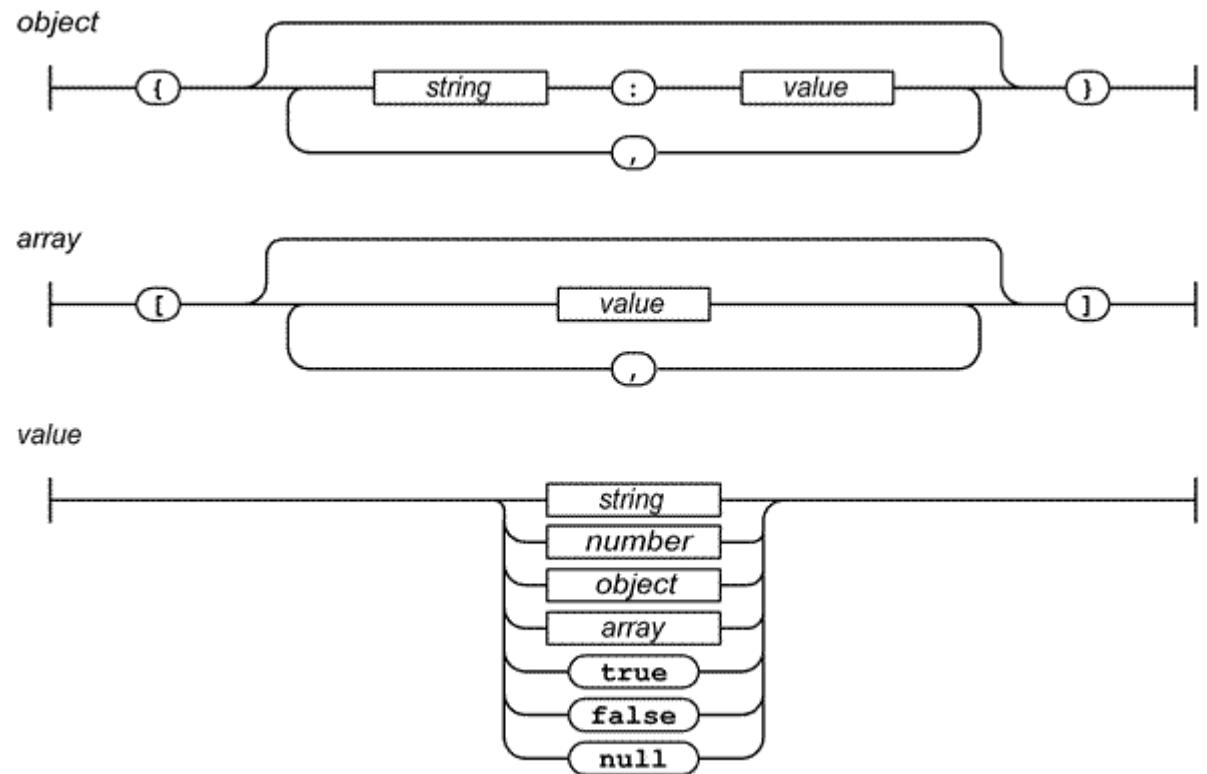 object
{ string : value }
,
array
[ value ]
,
value
string
number
object
array
true
false
null